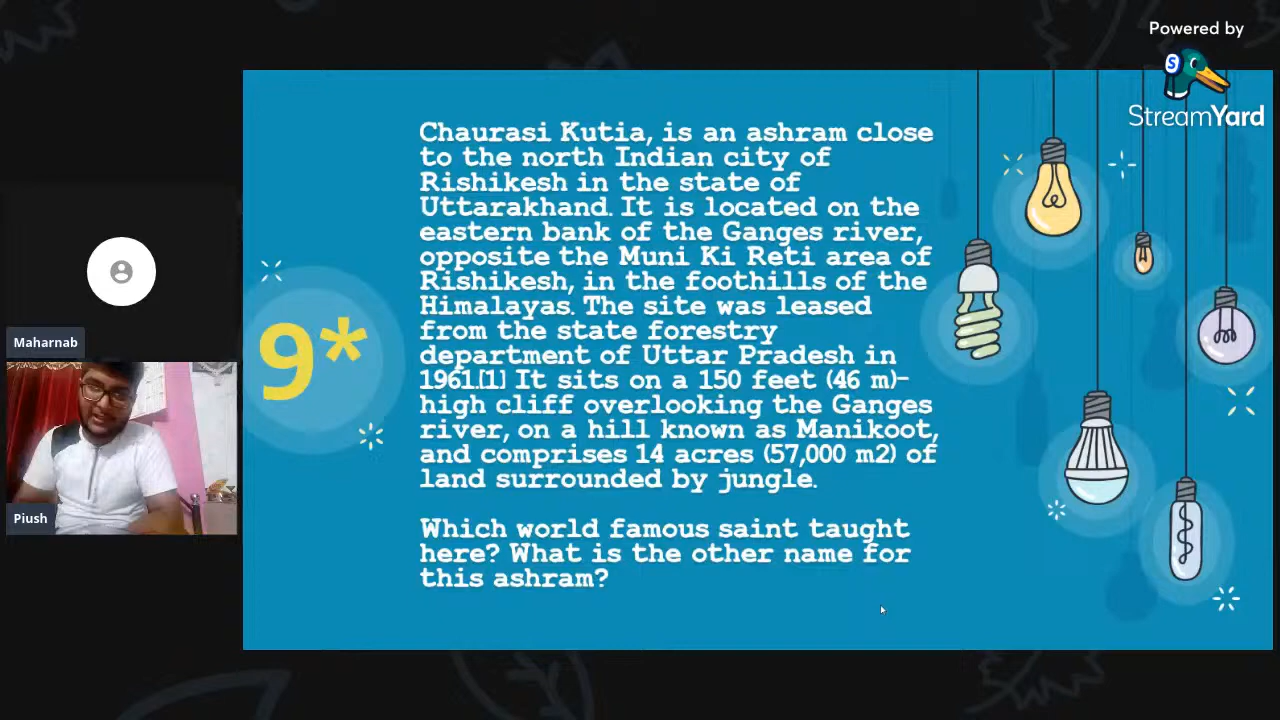 Powered by
StreamYard
Chaurasi Kutia, is an ashram close
to the north Indian city of
Rishikesh in the state of
Uttarakhand. It is located on the
eastern bank of the Ganges river,
opposite the Muni Ki Reti area of
Rishikesh, in the foothills of the
Himalayas. The site was leased
from the state forestry
department of Uttar Pradesh in
1961.[1] It sits on a 150 feet (46 m)-
high cliff overlooking the Ganges
river, on a hill known as Manikoot,
and comprises 14 acres (57,000 m2) of
land surrounded by jungle.
Which world famous saint taught
here? What is the other name for
this ashram?
9*
Maharnab
Piush